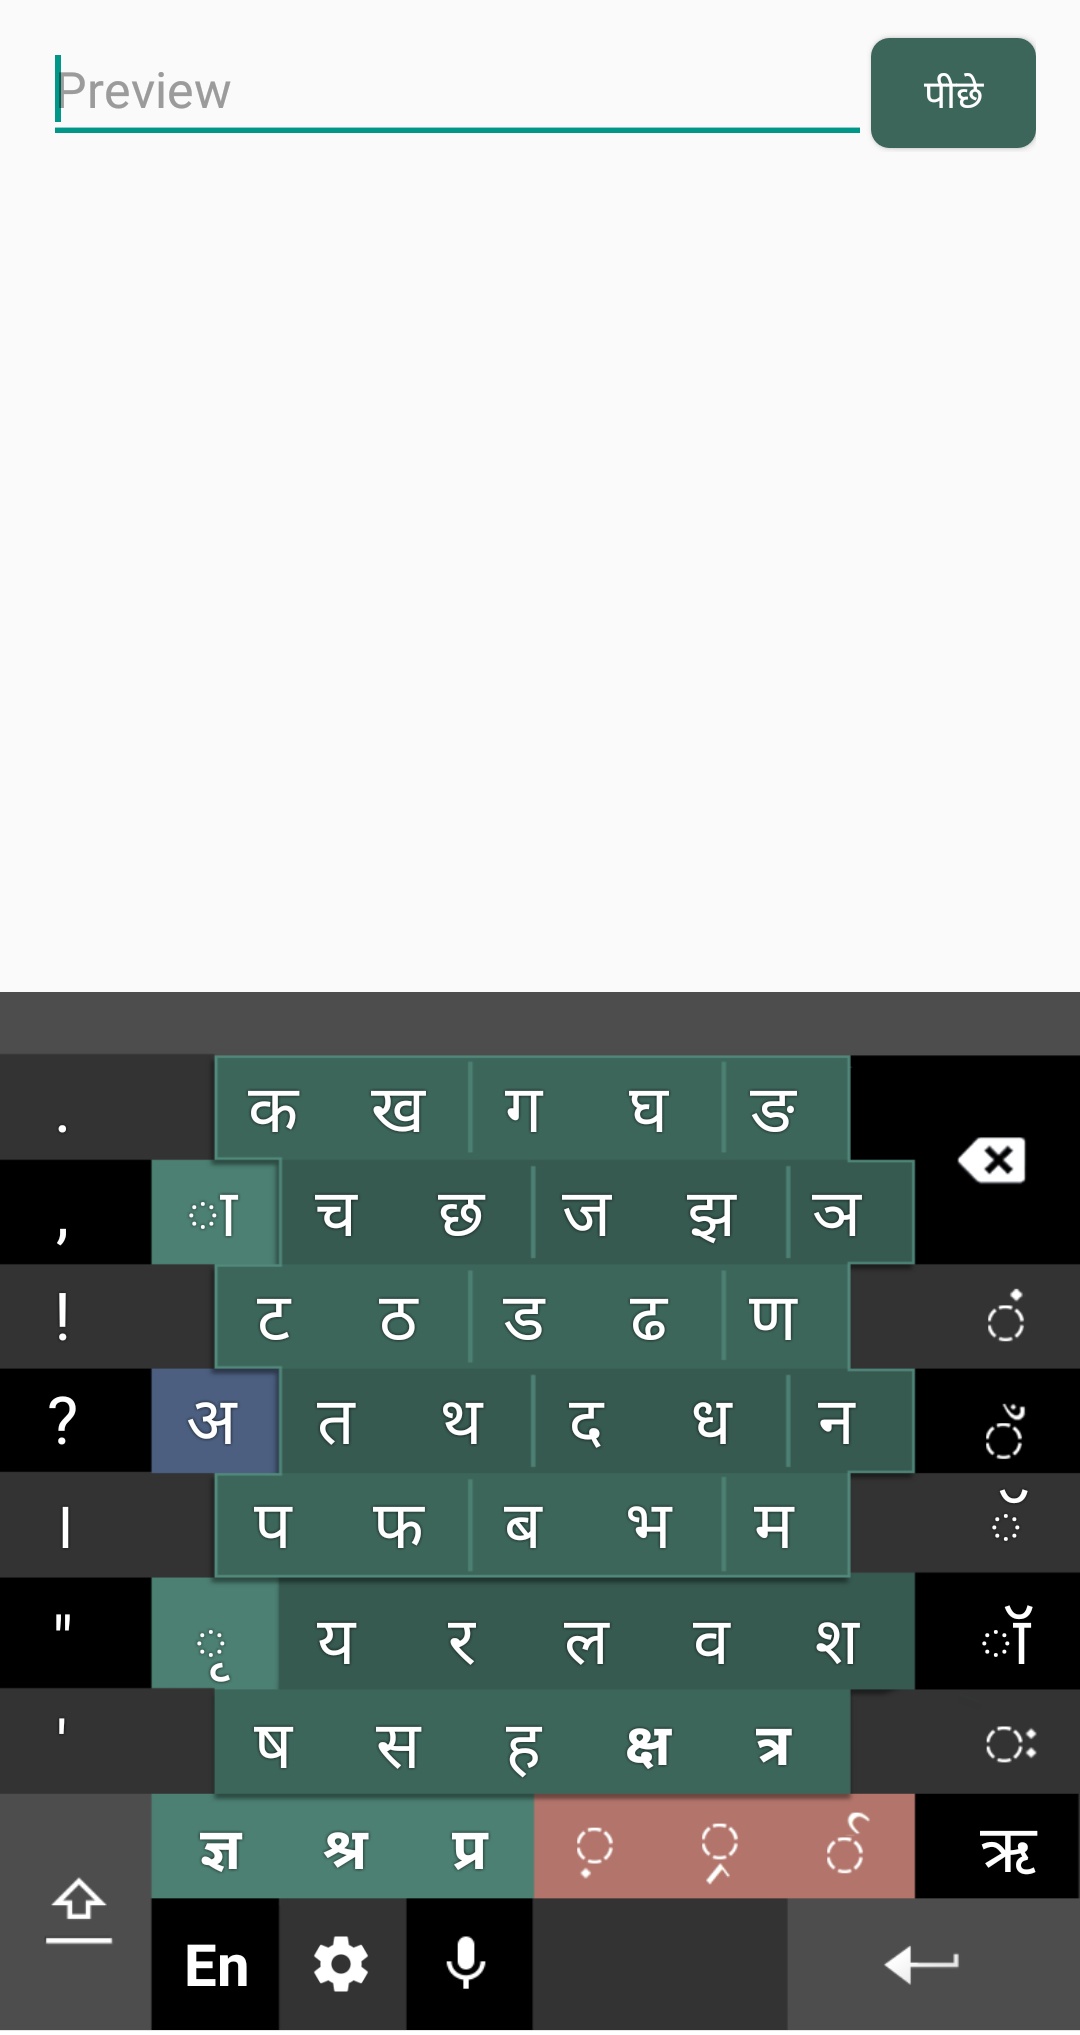 Preview पीछे
. क ख ग घ ङ
, ा च छ ज झ ञ
! ट ठ ड ढ ण ं
? अ त थ द ध न ँ
। प फ ब भ म ॅ
" ृ य र ल व श ॉ
' ष स ह क्ष त्र ः
ज्ञ श्र प्र ़ ्र र् ऋ
En